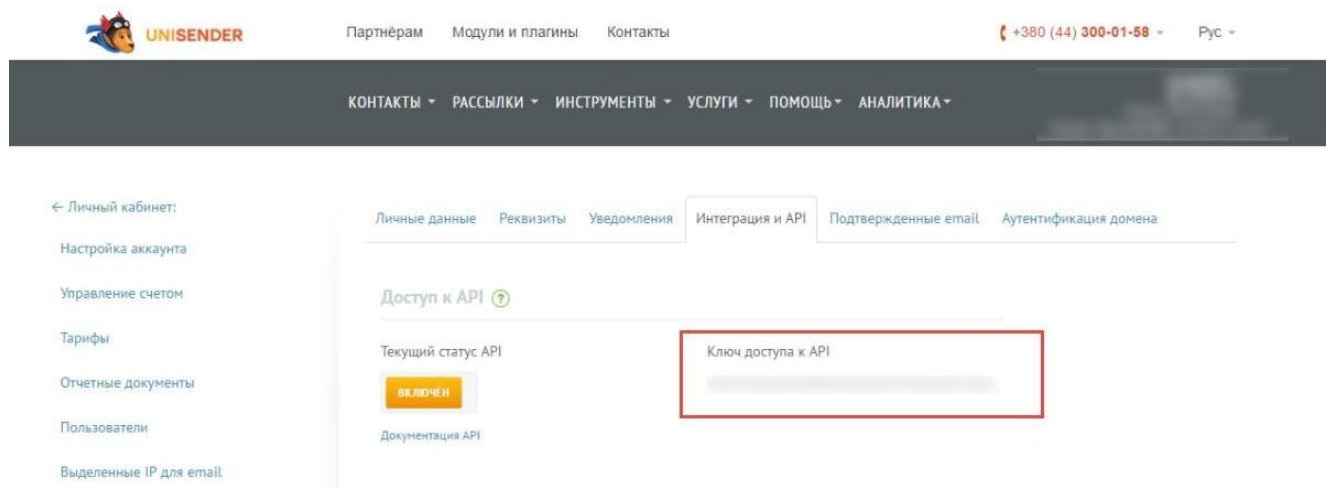 UNISENDER Партнёрам Модули и плагины Контакты +380 (44) 300-01-58 Рус
КОНТАКТЫ РАССЫЛКИ ИНСТРУМЕНТЫ УСЛУГИ ПОМОЩЬ АНАЛИТИКА
← Личный кабинет:
Настройка аккаунта
Управление счетом
Тарифы
Отчетные документы
Пользователи
Выделенные IP для email
Личные данные Реквизиты Уведомления Интеграция и API Подтвержденные email Аутентификация домена
Доступ к API ?
Текущий статус API
ВКЛЮЧЁН
Документация API
Ключ доступа к API